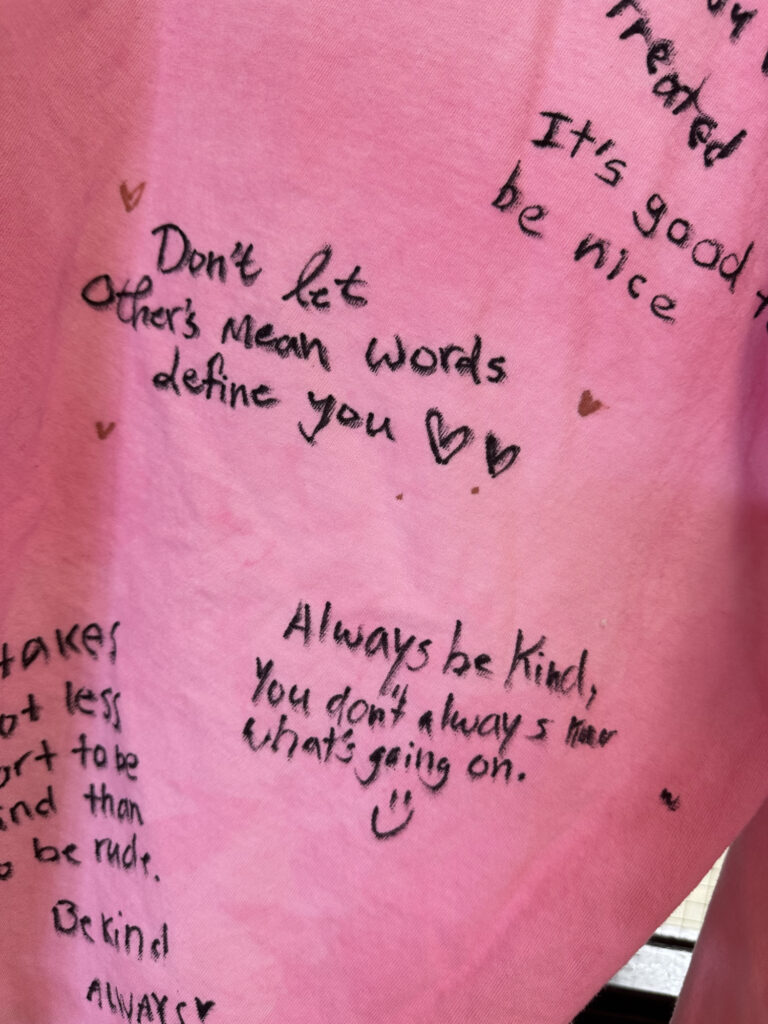 treated
It's good
be nice
Don't let
other's mean words
define you
Always be kind,
You don't always know
what's going on.
takes
less
to be
than
be rude.
Be kind
ALWAYS